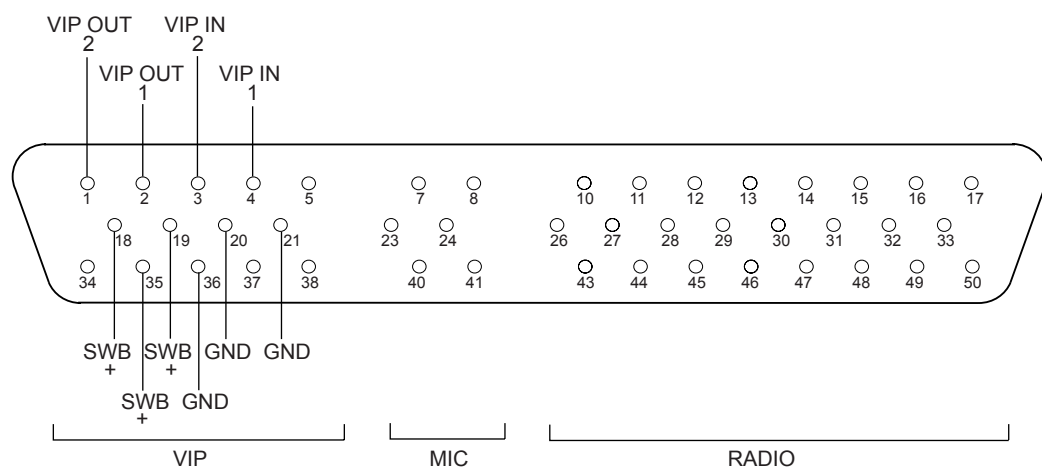 VIP OUT 2 VIP IN 2
VIP OUT 1 VIP IN 1
1 2 3 4 5 7 8 10 11 12 13 14 15 16 17
18 19 20 21 23 24 26 27 28 29 30 31 32 33
34 35 36 37 38 40 41 43 44 45 46 47 48 49 50
SWB + SWB + GND GND
SWB + GND
VIP MIC RADIO